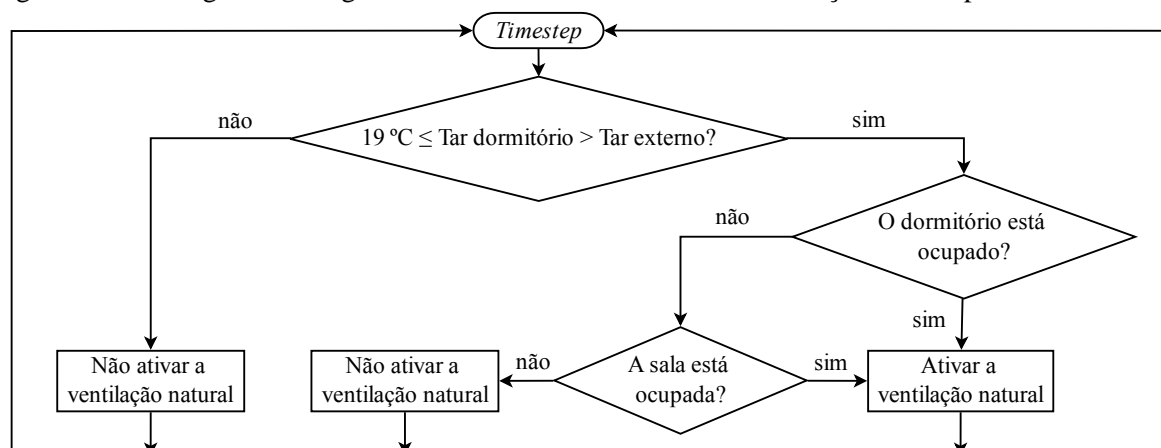 Timestep
não
19 ºC ≤ Tar dormitório > Tar externo?
sim
não
O dormitório está
ocupado?
sim
Não ativar a
ventilação natural
Não ativar a
ventilação natural
não
A sala está
ocupada?
sim
Ativar a
ventilação natural